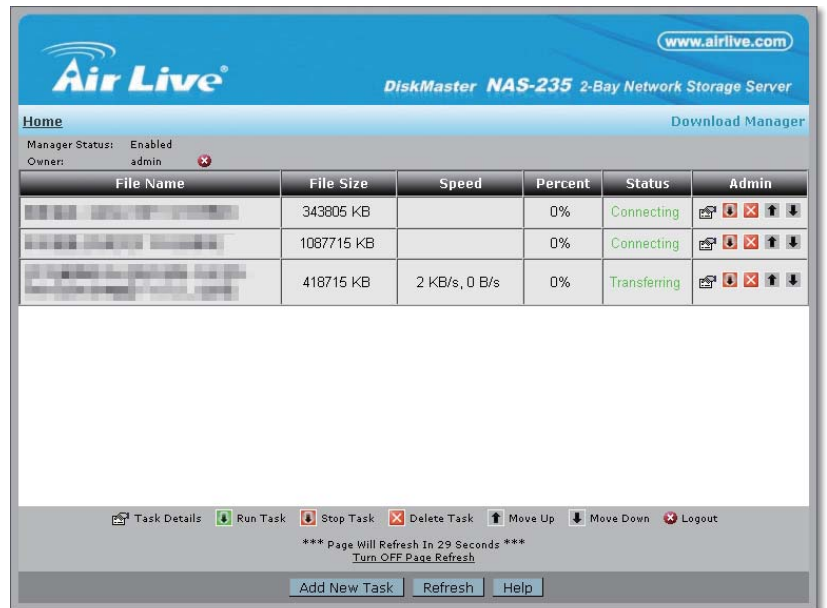 www.airlive.com
Air Live®
DiskMaster NAS-235 2-Bay Network Storage Server
Home Download Manager
Manager Status: Enabled
Owner: admin
File Name File Size Speed Percent Status Admin
343805 KB 0% Connecting
1087715 KB 0% Connecting
418715 KB 2 KB/s, 0 B/s 0% Transferring
Task Details Run Task Stop Task Delete Task Move Up Move Down Logout
*** Page Will Refresh In 29 Seconds ***
Turn OFF Page Refresh
Add New Task Refresh Help